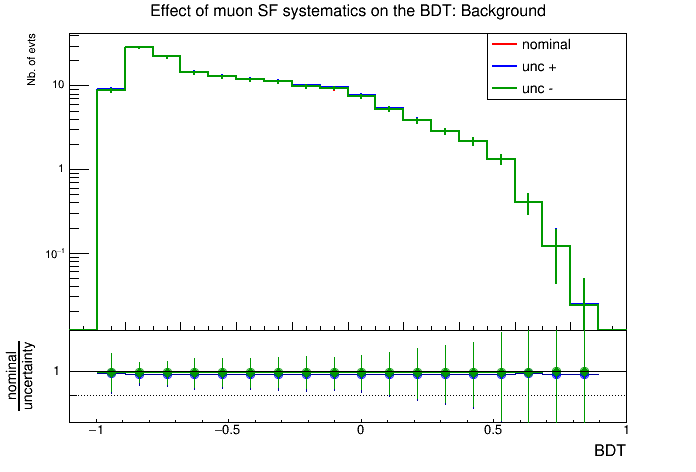 Effect of muon SF systematics on the BDT: Background
Nb. of evts
nominal
unc +
unc -
10
1
10⁻¹
nominal
uncertainty
1
−1
−0.5
0
0.5
1
BDT